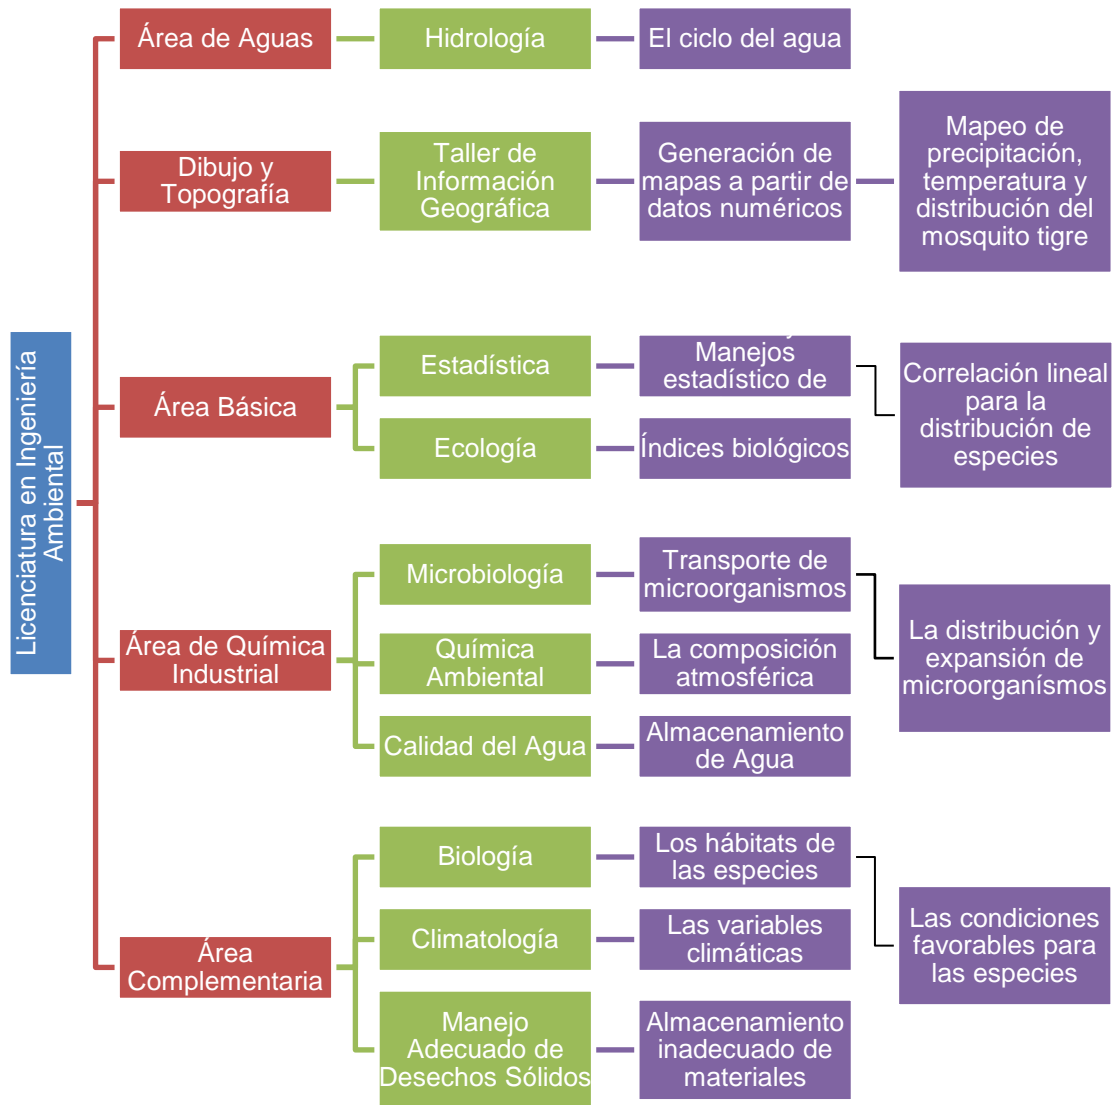 Licenciatura en Ingeniería
Ambiental
Área de Aguas
Hidrología
El ciclo del agua
Dibujo y
Topografía
Taller de
Información
Geográfica
Generación de
mapas a partir de
datos numéricos
Mapeo de
precipitación,
temperatura y
distribución del
mosquito tigre
Área Básica
Estadística
Manejos
estadístico de
Correlación lineal
para la
distribución de
especies
Ecología
Índices biológicos
Área de Química
Industrial
Microbiología
Transporte de
microorganismos
La distribución y
expansión de
microorganísmos
Química
Ambiental
La composición
atmosférica
Calidad del Agua
Almacenamiento
de Agua
Área
Complementaria
Biología
Los hábitats de
las especies
Las condiciones
favorables para
las especies
Climatología
Las variables
climáticas
Manejo
Adecuado de
Desechos Sólidos
Almacenamiento
inadecuado de
materiales